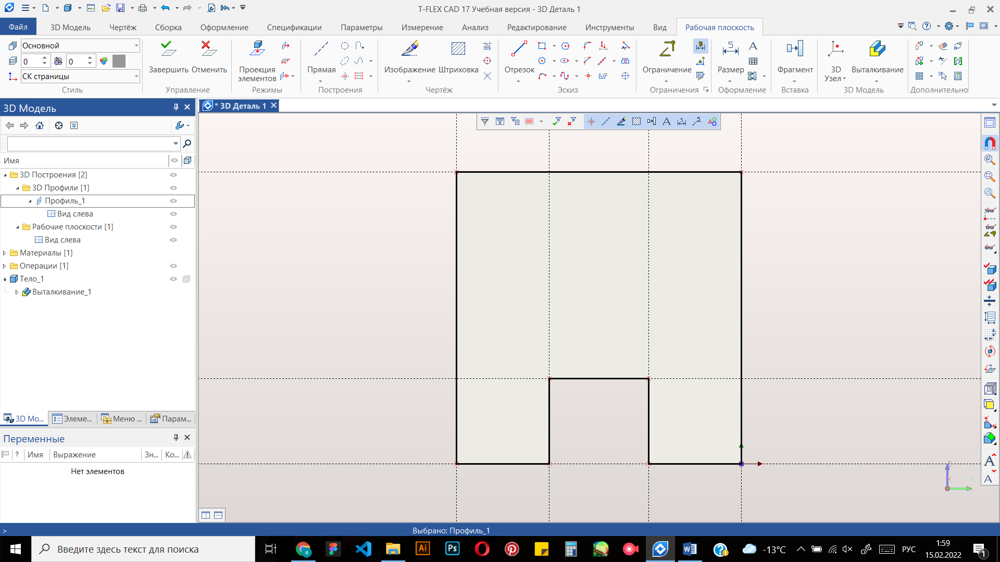 T-FLEX CAD 17 Учебная версия - 3D Деталь 1
Файл
3D Модель
Чертёж
Сборка
Оформление
Спецификации
Параметры
Измерение
Анализ
Редактирование
Инструменты
Вид
Рабочая плоскость
Основной
0
0
СК страницы
Стиль
Завершить
Отменить
Управление
Проекция элементов
Режимы
Прямая
Построения
Изображение
Штриховка
Чертёж
Отрезок
Эскиз
Ограничение
Ограничения
Размер
Оформление
Фрагмент
Вставка
3D Узел
Выталкивание
3D Модель
Дополнительно
3D Модель
* 3D Деталь 1
Имя
3D Построения [2]
3D Профили [1]
Профиль_1
Вид слева
Рабочие плоскости [1]
Вид слева
Материалы [1]
Операции [1]
Тело_1
Выталкивание_1
3D Мо...
Элеме...
Меню ...
Парам...
Переменные
? Имя Выражение Зн... Ко...
Нет элементов
Z
X
Y
> Выбрано: Профиль_1
Введите здесь текст для поиска
-13°C
РУС
1:59
15.02.2022
1